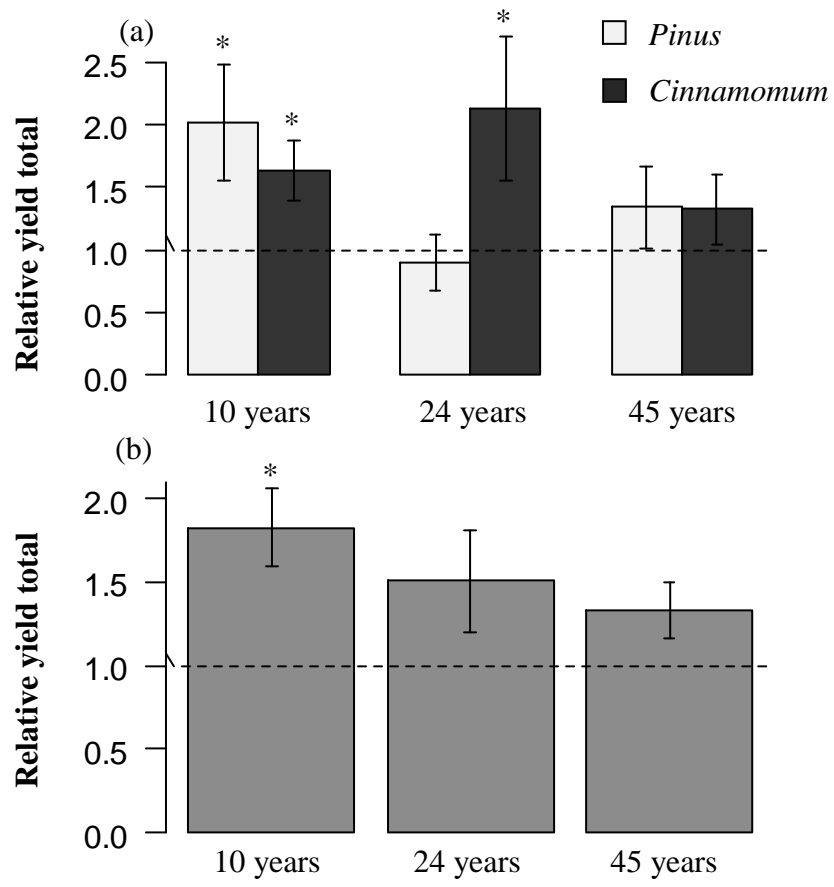 (a)
* * *
Pinus
Cinnamomum
Relative yield total
2.5
2.0
1.5
1.0
0.5
0.0
10 years 24 years 45 years
(b)
*
Relative yield total
2.0
1.5
1.0
0.5
0.0
10 years 24 years 45 years